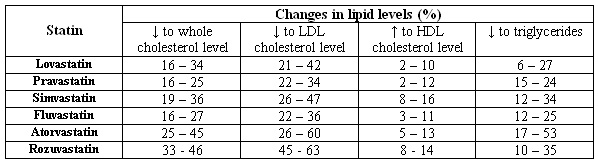 Statin
Changes in lipid levels (%)
↓ to whole cholesterol level
↓ to LDL cholesterol level
↑ to HDL cholesterol level
↓ to triglycerides
Lovastatin 16 – 34 21 – 42 2 – 10 6 – 27
Pravastatin 16 – 25 22 – 34 2 – 12 15 – 24
Simvastatin 19 – 36 26 – 47 8 – 16 12 – 34
Fluvastatin 16 – 27 22 – 36 3 – 11 12 – 25
Atorvastatin 25 – 45 26 – 60 5 – 13 17 – 53
Rozuvastatin 33 - 46 45 - 63 8 - 14 10 – 35